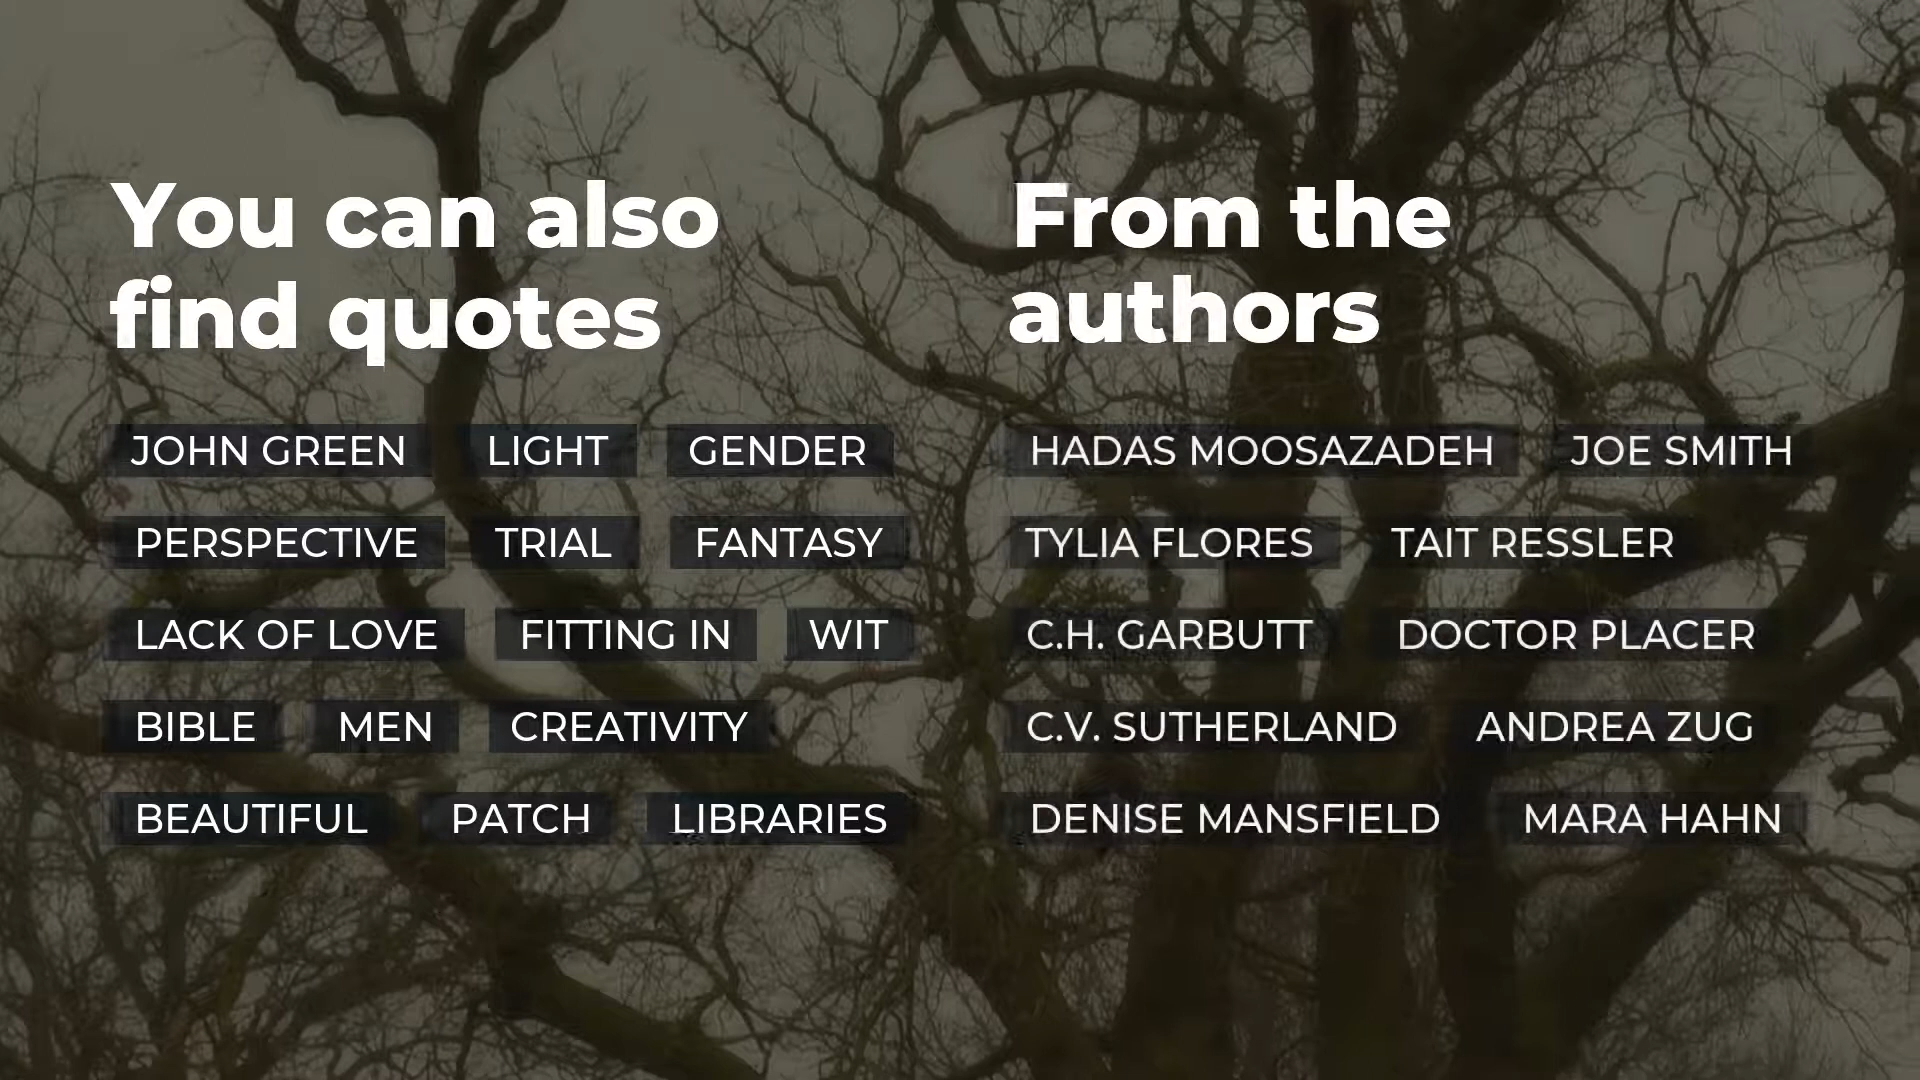 You can also
find quotes
JOHN GREEN LIGHT GENDER
PERSPECTIVE TRIAL FANTASY
LACK OF LOVE FITTING IN WIT
BIBLE MEN CREATIVITY
BEAUTIFUL PATCH LIBRARIES
From the
authors
HADAS MOOSAZADEH JOE SMITH
TYLIA FLORES TAIT RESSLER
C.H. GARBUTT DOCTOR PLACER
C.V. SUTHERLAND ANDREA ZUG
DENISE MANSFIELD MARA HAHN